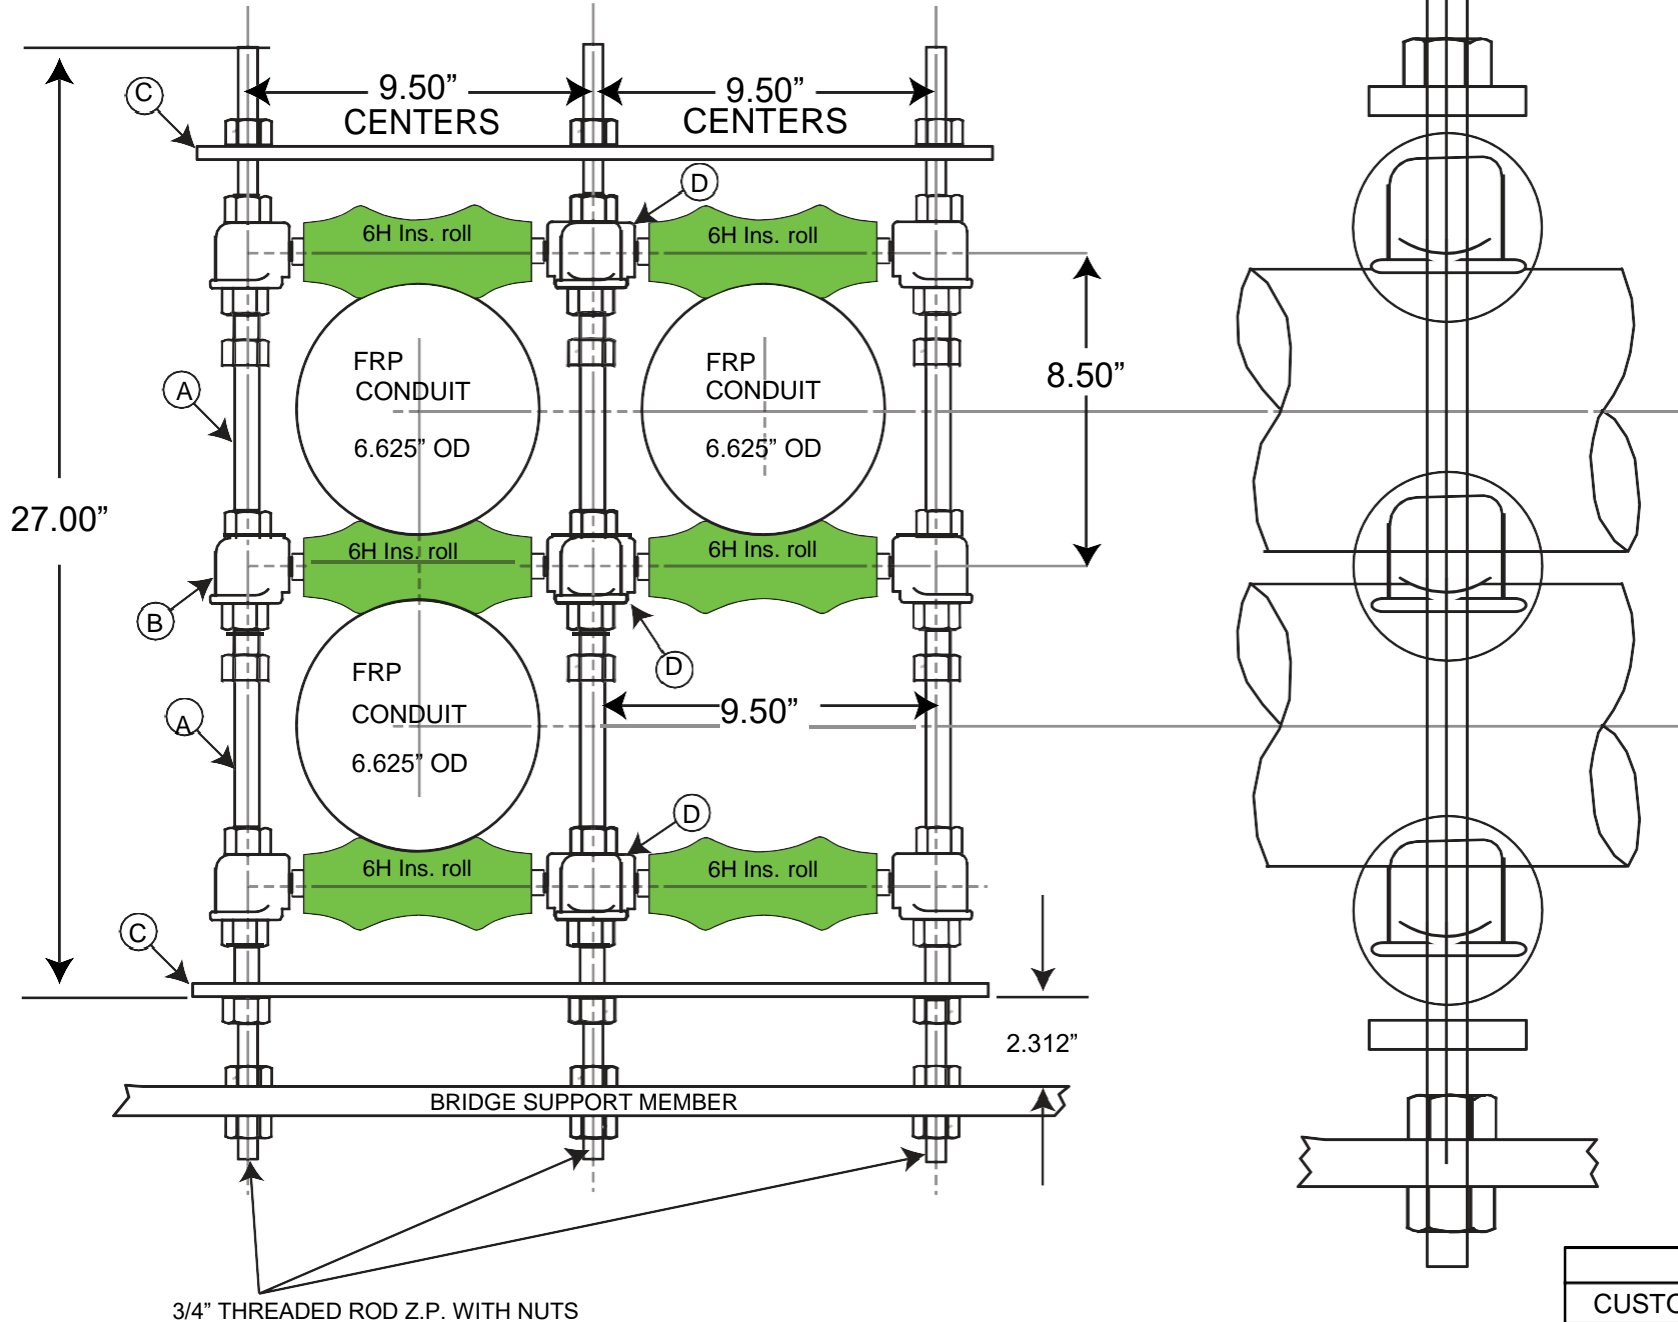 C
9.50”
CENTERS
9.50”
CENTERS
D
6H Ins. roll
6H Ins. roll
FRP
CONDUIT
6.625” OD
FRP
CONDUIT
6.625” OD
8.50”
A
27.00”
6H Ins. roll
6H Ins. roll
B
D
FRP
CONDUIT
6.625” OD
9.50”
A
D
6H Ins. roll
6H Ins. roll
C
2.312”
BRIDGE SUPPORT MEMBER
3/4” THREADED ROD Z.P. WITH NUTS